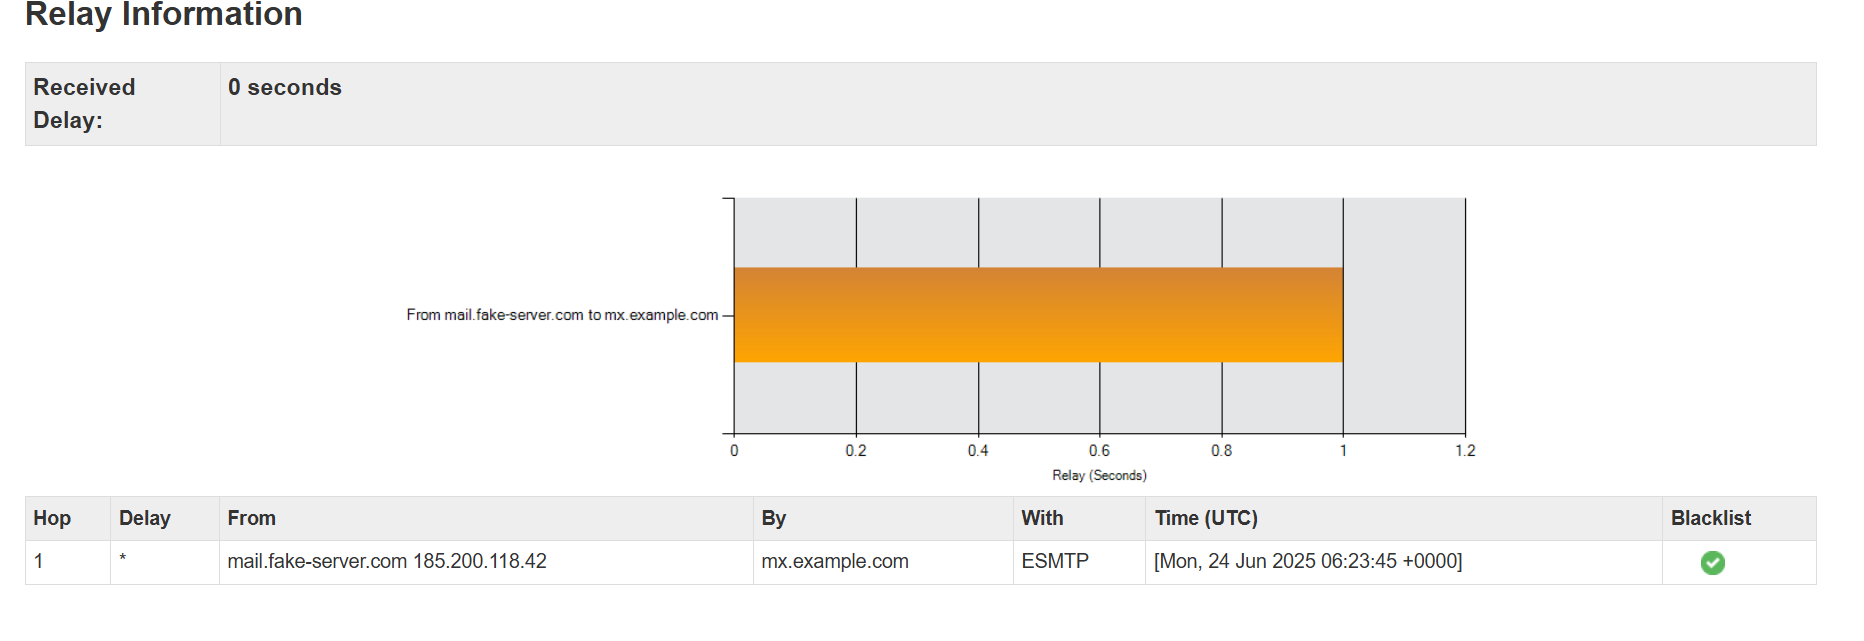 Relay Information
Received Delay: 0 seconds
From mail.fake-server.com to mx.example.com
0 0.2 0.4 0.6 0.8 1 1.2
Relay (Seconds)
Hop Delay From By With Time (UTC) Blacklist
1 * mail.fake-server.com 185.200.118.42 mx.example.com ESMTP [Mon, 24 Jun 2025 06:23:45 +0000]